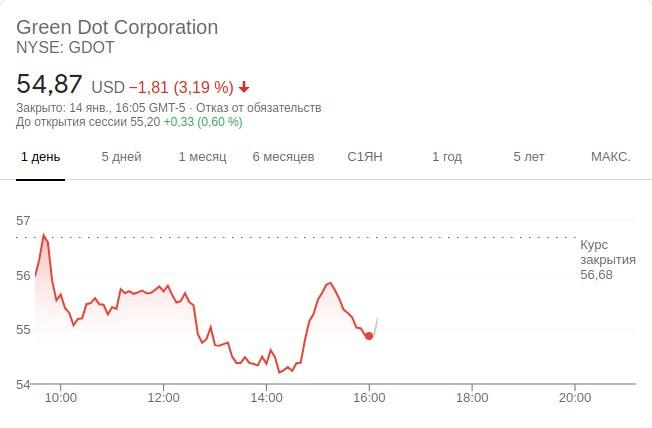 Green Dot Corporation
NYSE: GDOT
54,87 USD −1,81 (3,19 %)
Закрыто: 14 янв., 16:05 GMT-5 · Отказ от обязательств
До открытия сессии 55,20 +0,33 (0,60 %)
1 день 5 дней 1 месяц 6 месяцев С1ЯН 1 год 5 лет МАКС.
57
Курс
закрытия
56,68
56
55
54
10:00 12:00 14:00 16:00 18:00 20:00